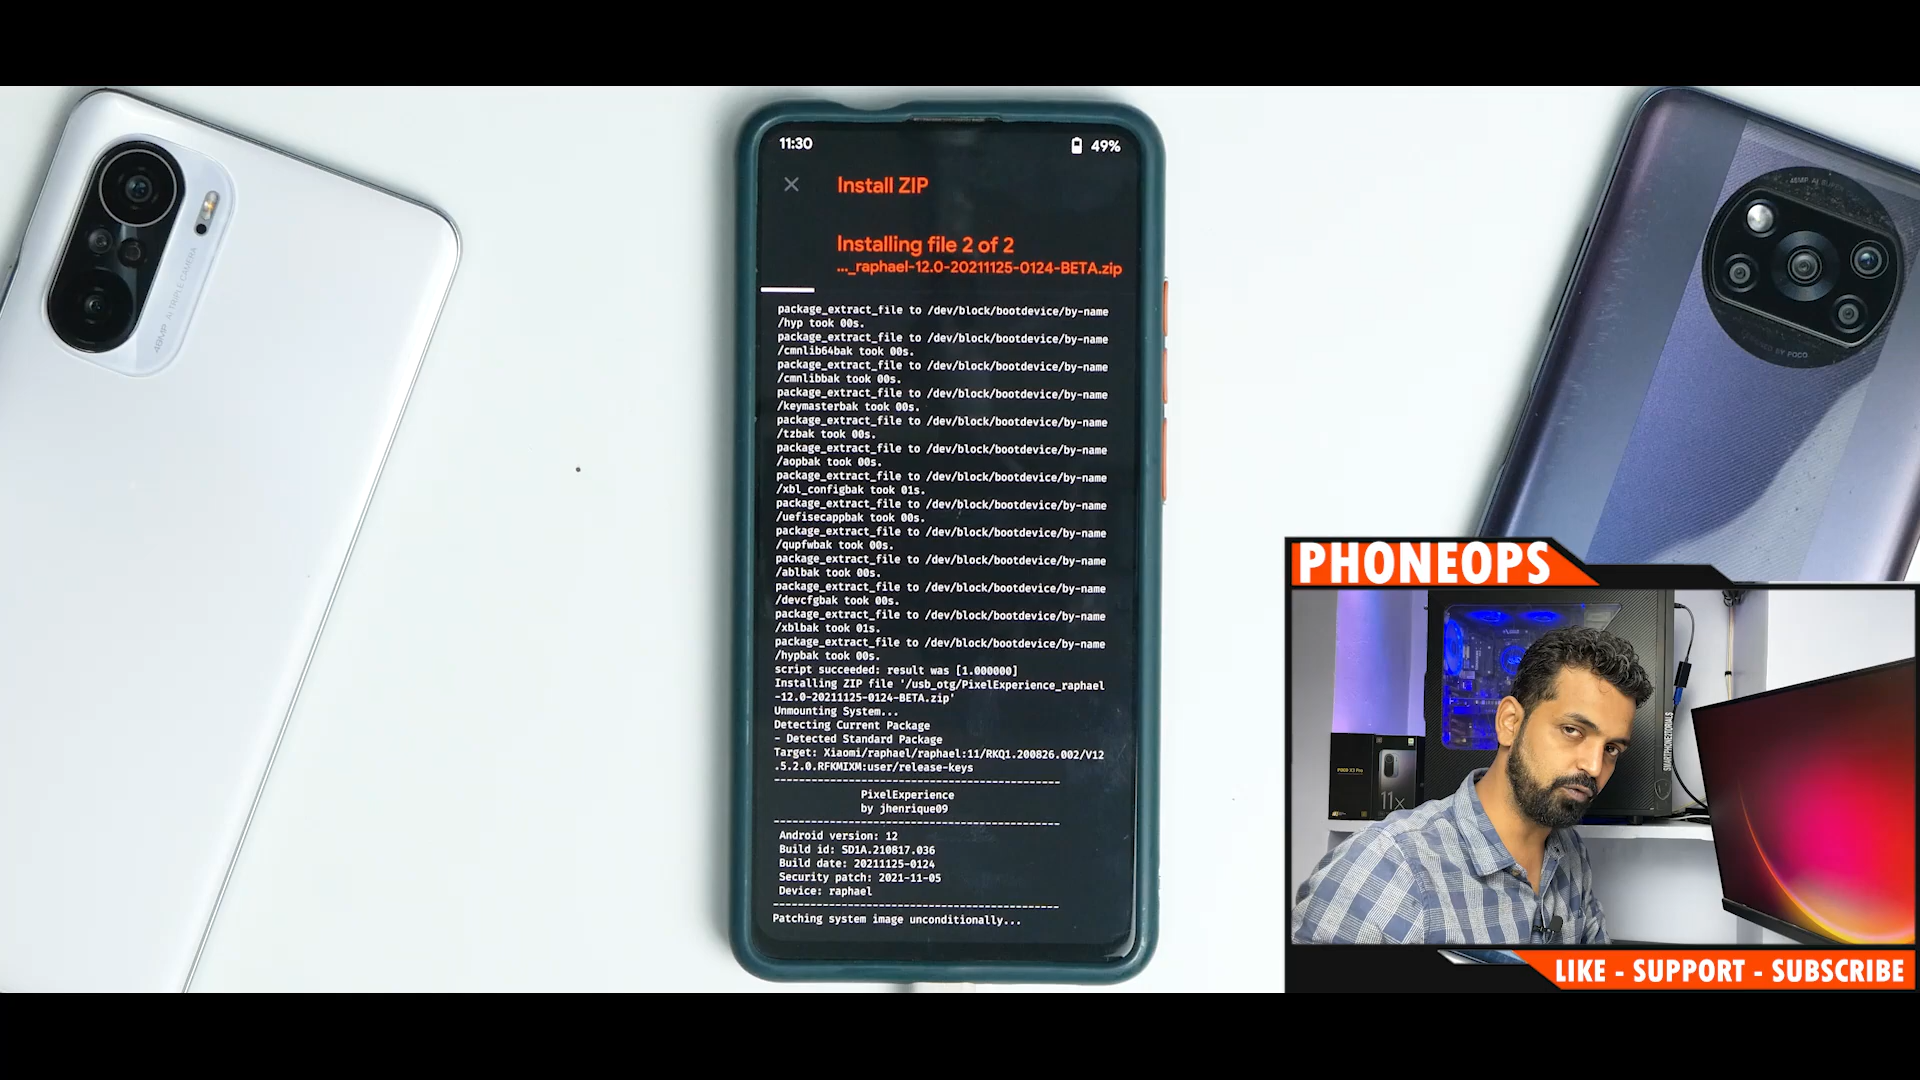 11:30
49%
Install ZIP
Installing file 2 of 2
..._raphael-12.0-20211125-0124-BETA.zip
package_extract_file to /dev/block/bootdevice/by-name
/hyp took 00s.
package_extract_file to /dev/block/bootdevice/by-name
/cmnlib64bak took 00s.
package_extract_file to /dev/block/bootdevice/by-name
/cmnlibbak took 00s.
package_extract_file to /dev/block/bootdevice/by-name
/keymasterbak took 00s.
package_extract_file to /dev/block/bootdevice/by-name
/tzbak took 00s.
package_extract_file to /dev/block/bootdevice/by-name
/aopbak took 00s.
package_extract_file to /dev/block/bootdevice/by-name
/xbl_configbak took 01s.
package_extract_file to /dev/block/bootdevice/by-name
/uefisecappbak took 00s.
package_extract_file to /dev/block/bootdevice/by-name
/qupfwbak took 00s.
package_extract_file to /dev/block/bootdevice/by-name
/ablbak took 00s.
package_extract_file to /dev/block/bootdevice/by-name
/devcfgbak took 00s.
package_extract_file to /dev/block/bootdevice/by-name
/xblbak took 01s.
package_extract_file to /dev/block/bootdevice/by-name
/hypbak took 00s.
script succeeded: result was [1.000000]
Installing ZIP file '/usb_otg/PixelExperience_raphael
-12.0-20211125-0124-BETA.zip'
Unmounting System...
Detecting Current Package
- Detected Standard Package
Target: Xiaomi/raphael/raphael:11/RKQ1.200826.002/V12
.5.2.0.RFKMIXM:user/release-keys
PixelExperience
by jhenrique09
Android version: 12
Build id: SD1A.210817.036
Build date: 20211125-0124
Security patch: 2021-11-05
Device: raphael
Patching system image unconditionally...
48MP AI TRIPLE CAMERA
DESIGNED BY POCO
PHONEOPS
POCO X3 Pro
11x
LIKE - SUPPORT - SUBSCRIBE